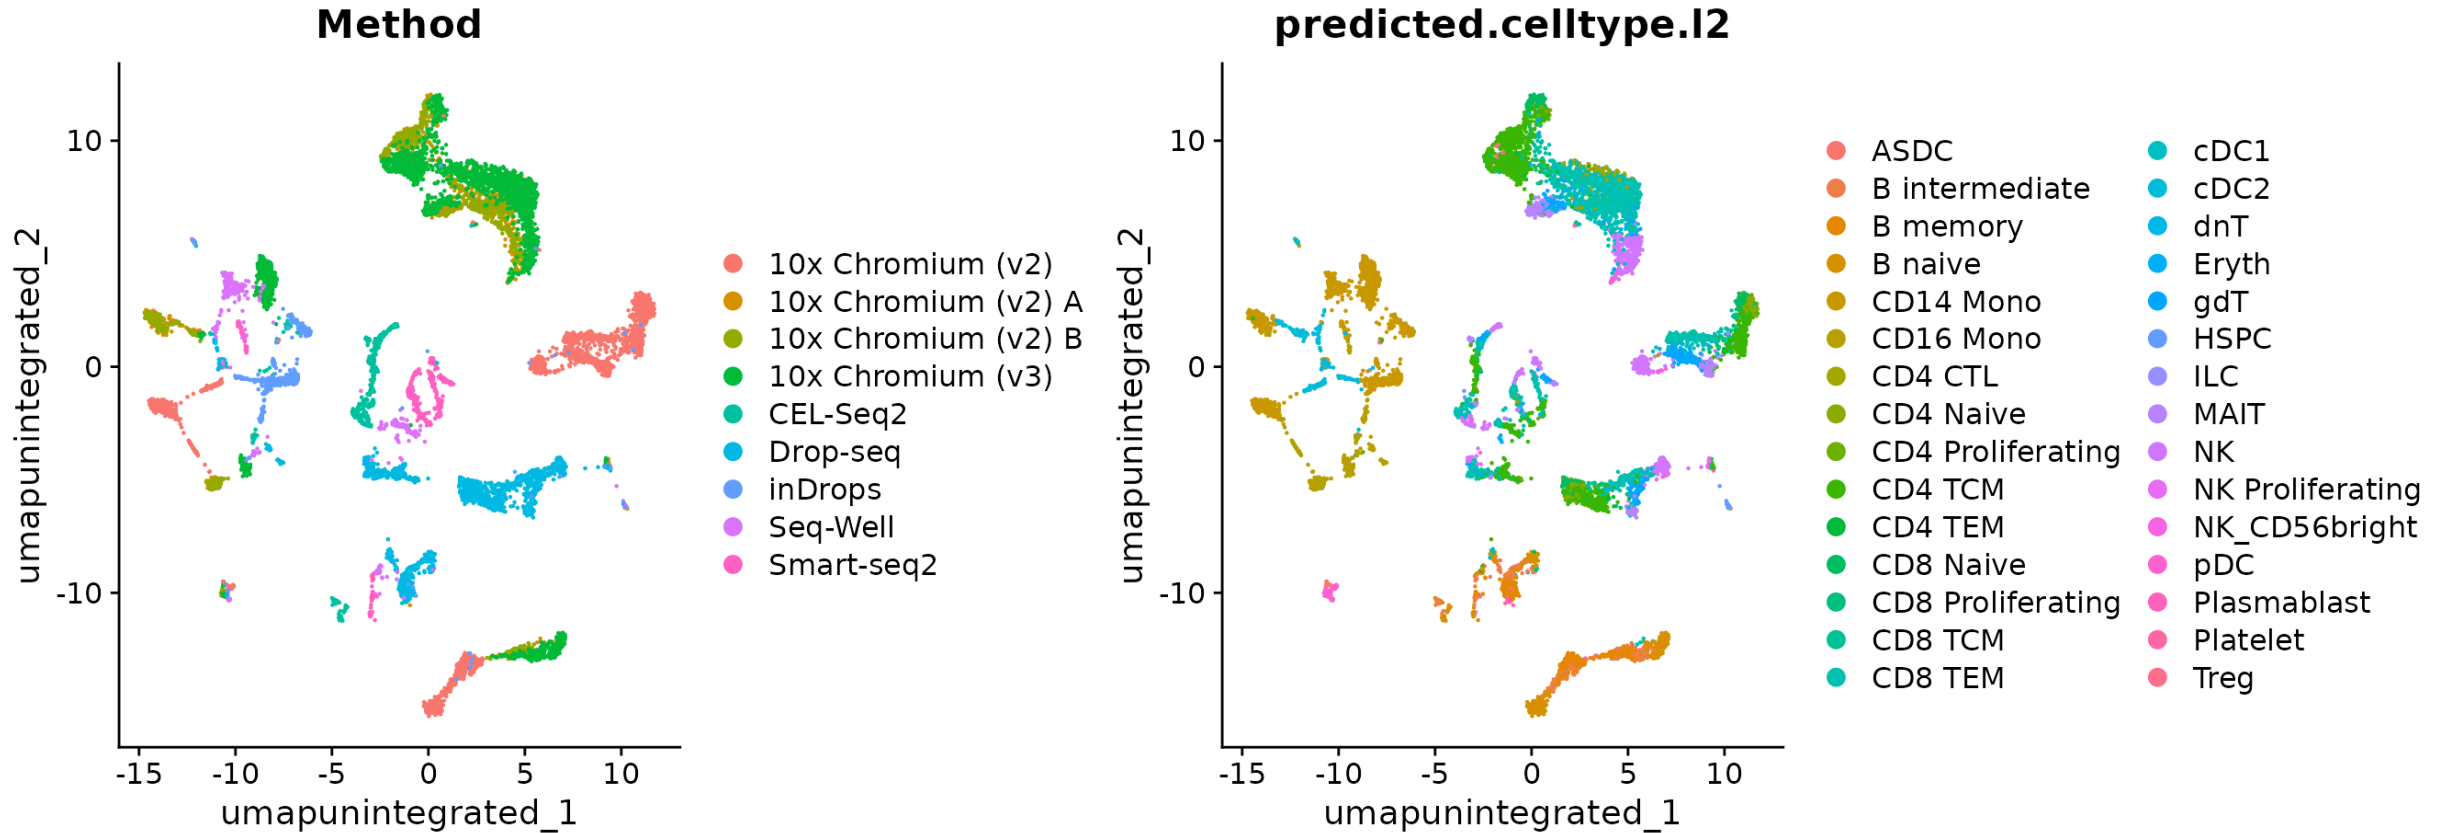 Method
10
0
-10
-15 -10 -5 0 5 10
umapunintegrated_1
umapunintegrated_2
10x Chromium (v2)
10x Chromium (v2) A
10x Chromium (v2) B
10x Chromium (v3)
CEL-Seq2
Drop-seq
inDrops
Seq-Well
Smart-seq2
predicted.celltype.l2
10
0
-10
-15 -10 -5 0 5 10
umapunintegrated_1
umapunintegrated_2
ASDC
B intermediate
B memory
B naive
CD14 Mono
CD16 Mono
CD4 CTL
CD4 Naive
CD4 Proliferating
CD4 TCM
CD4 TEM
CD8 Naive
CD8 Proliferating
CD8 TCM
CD8 TEM
cDC1
cDC2
dnT
Eryth
gdT
HSPC
ILC
MAIT
NK
NK Proliferating
NK_CD56bright
pDC
Plasmablast
Platelet
Treg